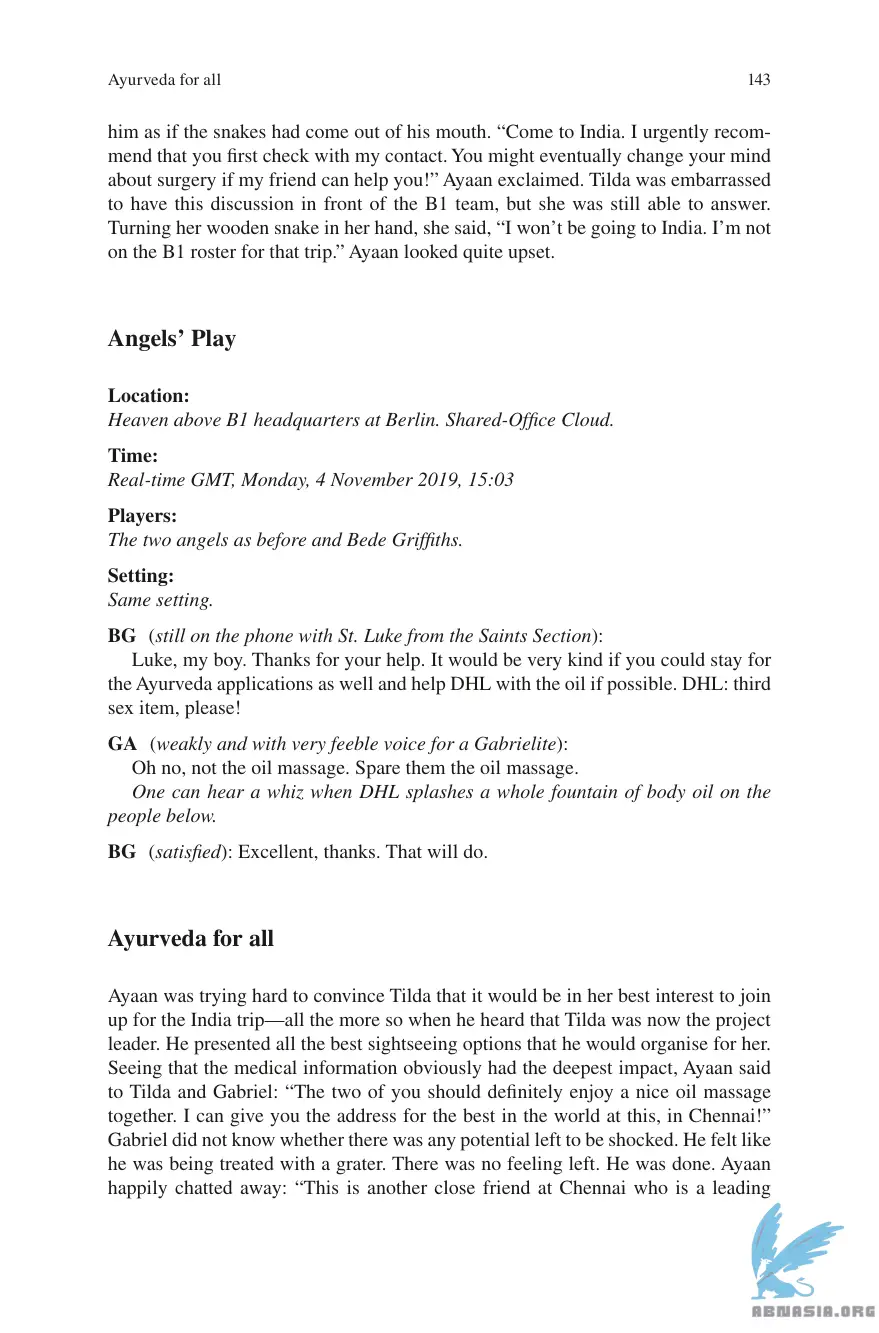 Ayurveda for all 143
him as if the snakes had come out of his mouth. “Come to India. I urgently recom-
mend that you first check with my contact. You might eventually change your mind
about surgery if my friend can help you!” Ayaan exclaimed. Tilda was embarrassed
to have this discussion in front of the B1 team, but she was still able to answer.
Turning her wooden snake in her hand, she said, “I won’t be going to India. I’m not
on the B1 roster for that trip.” Ayaan looked quite upset.
Angels’ Play
Location:
Heaven above B1 headquarters at Berlin. Shared-Office Cloud.
Time:
Real-time GMT, Monday, 4 November 2019, 15:03
Players:
The two angels as before and Bede Griffiths.
Setting:
Same setting.
BG (still on the phone with St. Luke from the Saints Section):
Luke, my boy. Thanks for your help. It would be very kind if you could stay for
the Ayurveda applications as well and help DHL with the oil if possible. DHL: third
sex item, please!
GA (weakly and with very feeble voice for a Gabrielite):
Oh no, not the oil massage. Spare them the oil massage.
One can hear a whiz when DHL splashes a whole fountain of body oil on the
people below.
BG (satisfied): Excellent, thanks. That will do.
Ayurveda for all
Ayaan was trying hard to convince Tilda that it would be in her best interest to join
up for the India trip—all the more so when he heard that Tilda was now the project
leader. He presented all the best sightseeing options that he would organise for her.
Seeing that the medical information obviously had the deepest impact, Ayaan said
to Tilda and Gabriel: “The two of you should definitely enjoy a nice oil massage
together. I can give you the address for the best in the world at this, in Chennai!”
Gabriel did not know whether there was any potential left to be shocked. He felt like
he was being treated with a grater. There was no feeling left. He was done. Ayaan
happily chatted away: “This is another close friend at Chennai who is a leading
ABNASIA.ORG